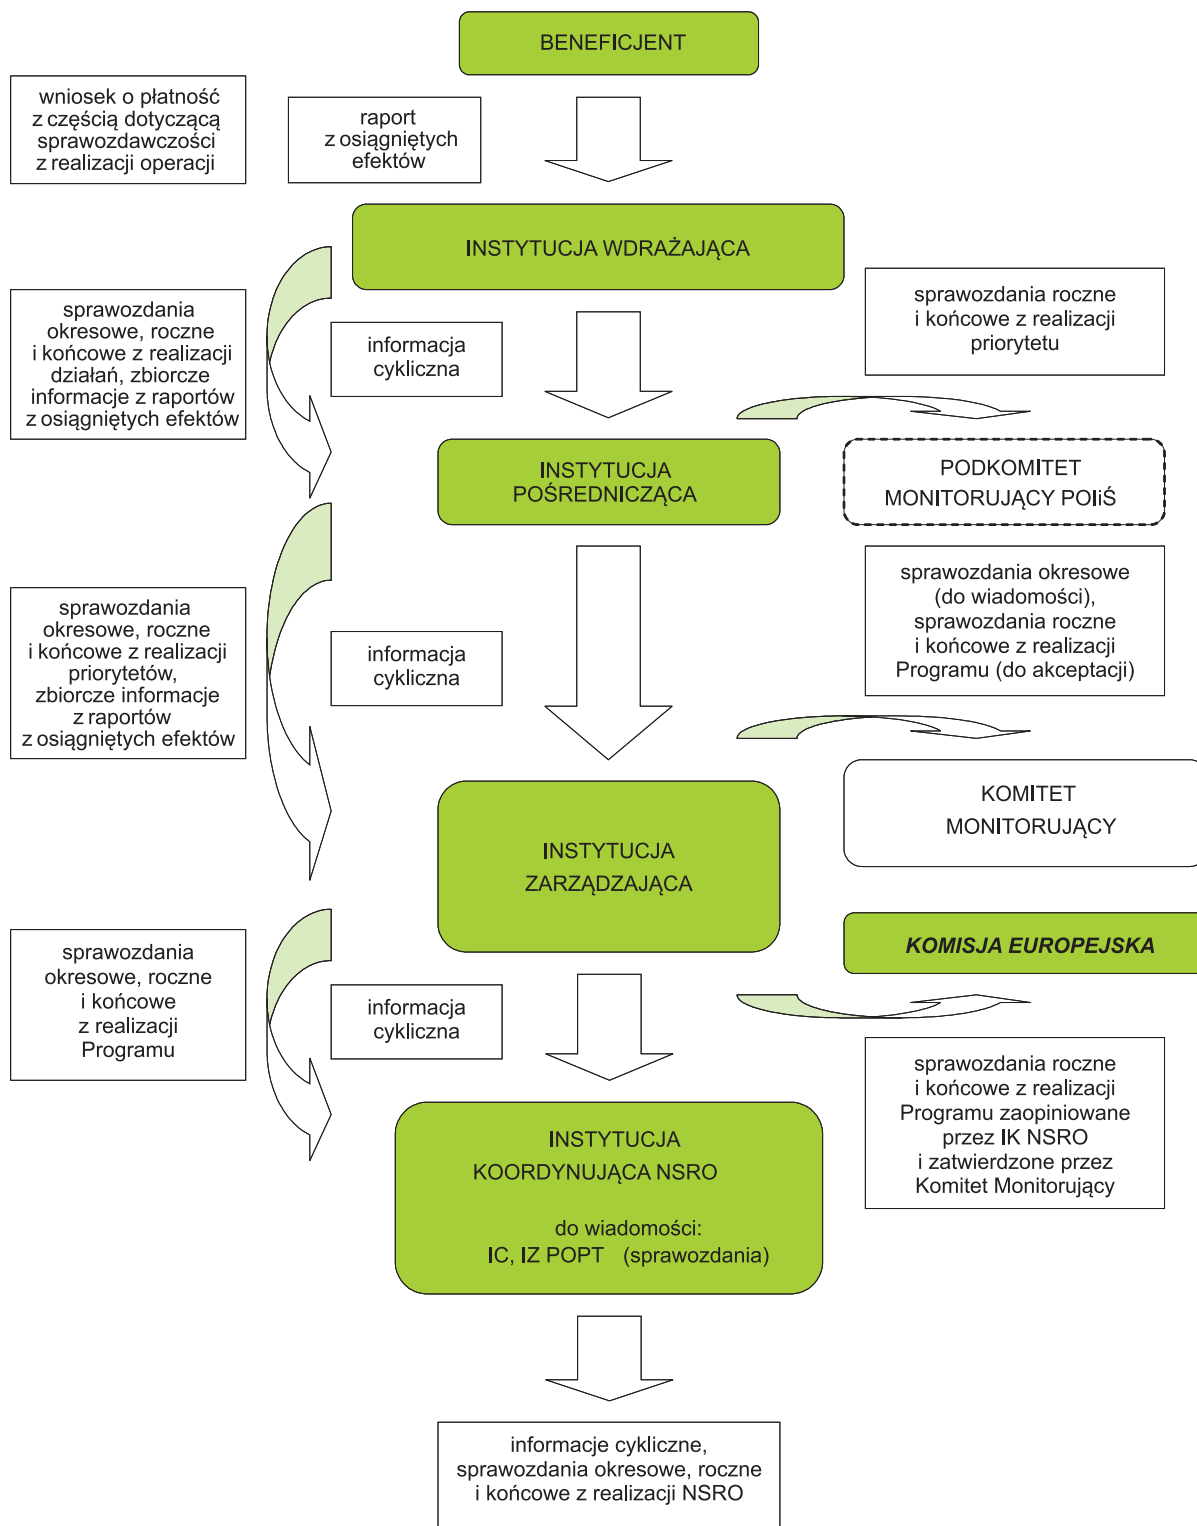 BENEFICJENT
wniosek o płatność
z częścią dotyczącą
sprawozdawczości
z realizacji operacji
raport
z osiągniętych
efektów
INSTYTUCJA WDRAŻAJĄCA
sprawozdania
okresowe, roczne
i końcowe z realizacji
działań, zbiorcze
informacje z raportów
z osiągniętych efektów
informacja
cykliczna
sprawozdania roczne
i końcowe z realizacji
priorytetu
INSTYTUCJA
POŚREDNICZĄCA
PODKOMITET
MONITORUJĄCY POIiŚ
sprawozdania
okresowe, roczne
i końcowe z realizacji
priorytetów,
zbiorcze informacje
z raportów
z osiągniętych efektów
informacja
cykliczna
sprawozdania okresowe
(do wiadomości),
sprawozdania roczne
i końcowe z realizacji
Programu (do akceptacji)
INSTYTUCJA
ZARZĄDZAJĄCA
KOMITET
MONITORUJĄCY
KOMISJA EUROPEJSKA
sprawozdania
okresowe, roczne
i końcowe
z realizacji
Programu
informacja
cykliczna
sprawozdania roczne
i końcowe z realizacji
Programu zaopiniowane
przez IK NSRO
i zatwierdzone przez
Komitet Monitorujący
INSTYTUCJA
KOORDYNUJĄCA NSRO
do wiadomości:
IC, IZ POPT (sprawozdania)
informacje cykliczne,
sprawozdania okresowe, roczne
i końcowe z realizacji NSRO